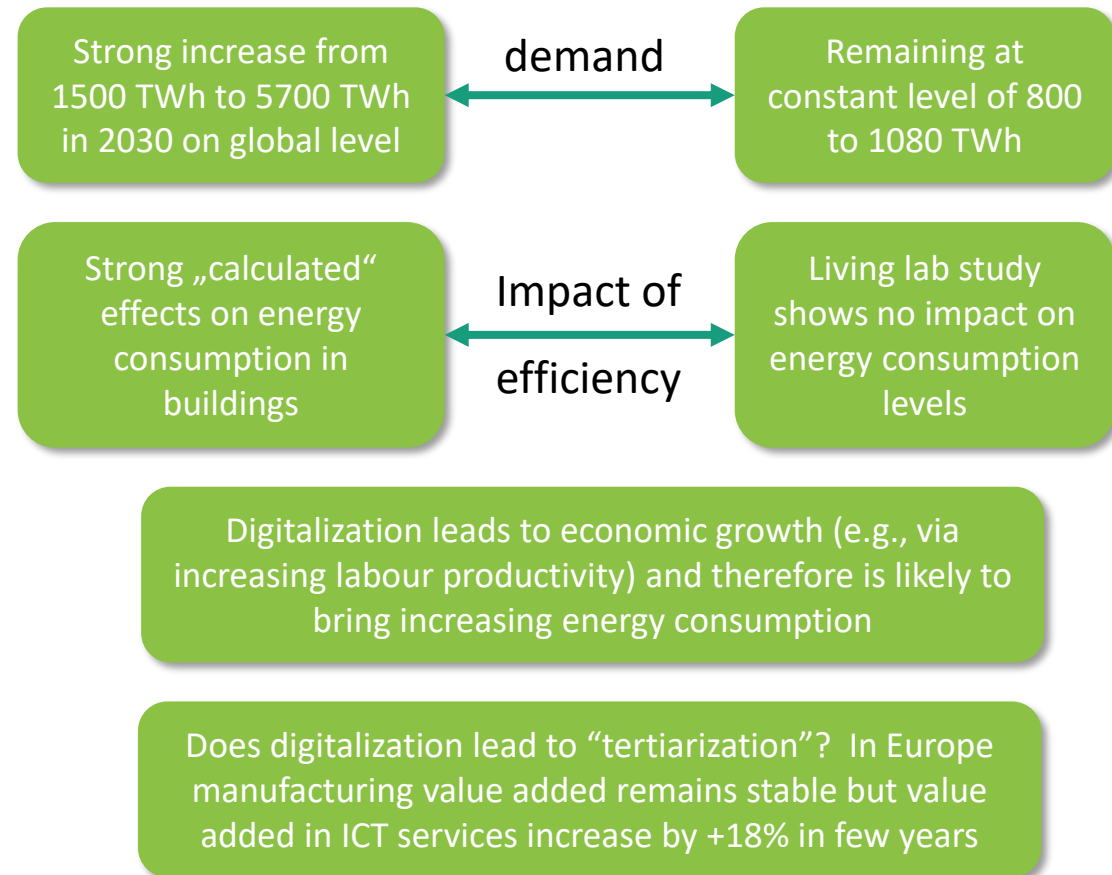 Strong increase from
1500 TWh to 5700 TWh
in 2030 on global level
demand
Remaining at
constant level of 800
to 1080 TWh
Strong „calculated“
effects on energy
consumption in
buildings
Impact of
efficiency
Living lab study
shows no impact on
energy consumption
levels
Digitalization leads to economic growth (e.g., via
increasing labour productivity) and therefore is likely to
bring increasing energy consumption
Does digitalization lead to “tertiarization”?  In Europe
manufacturing value added remains stable but value
added in ICT services increase by +18% in few years